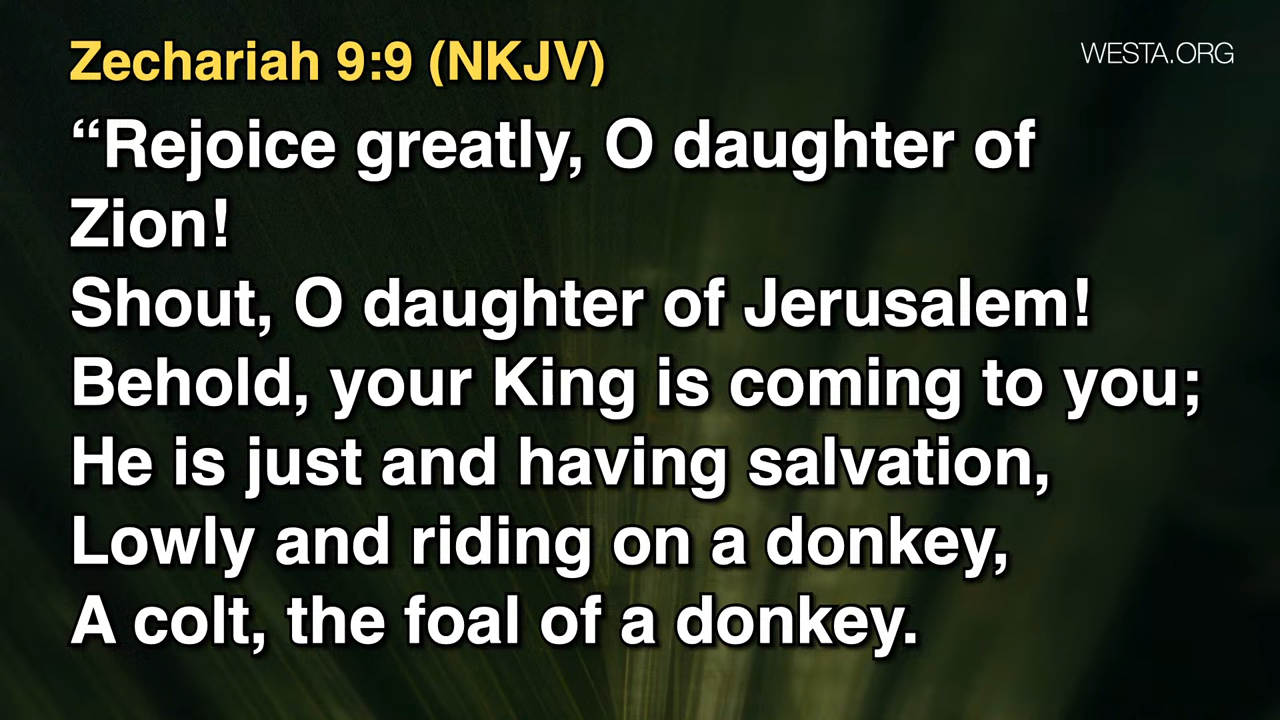 Zechariah 9:9 (NKJV)
WESTA.ORG
“Rejoice greatly, O daughter of
Zion!
Shout, O daughter of Jerusalem!
Behold, your King is coming to you;
He is just and having salvation,
Lowly and riding on a donkey,
A colt, the foal of a donkey.